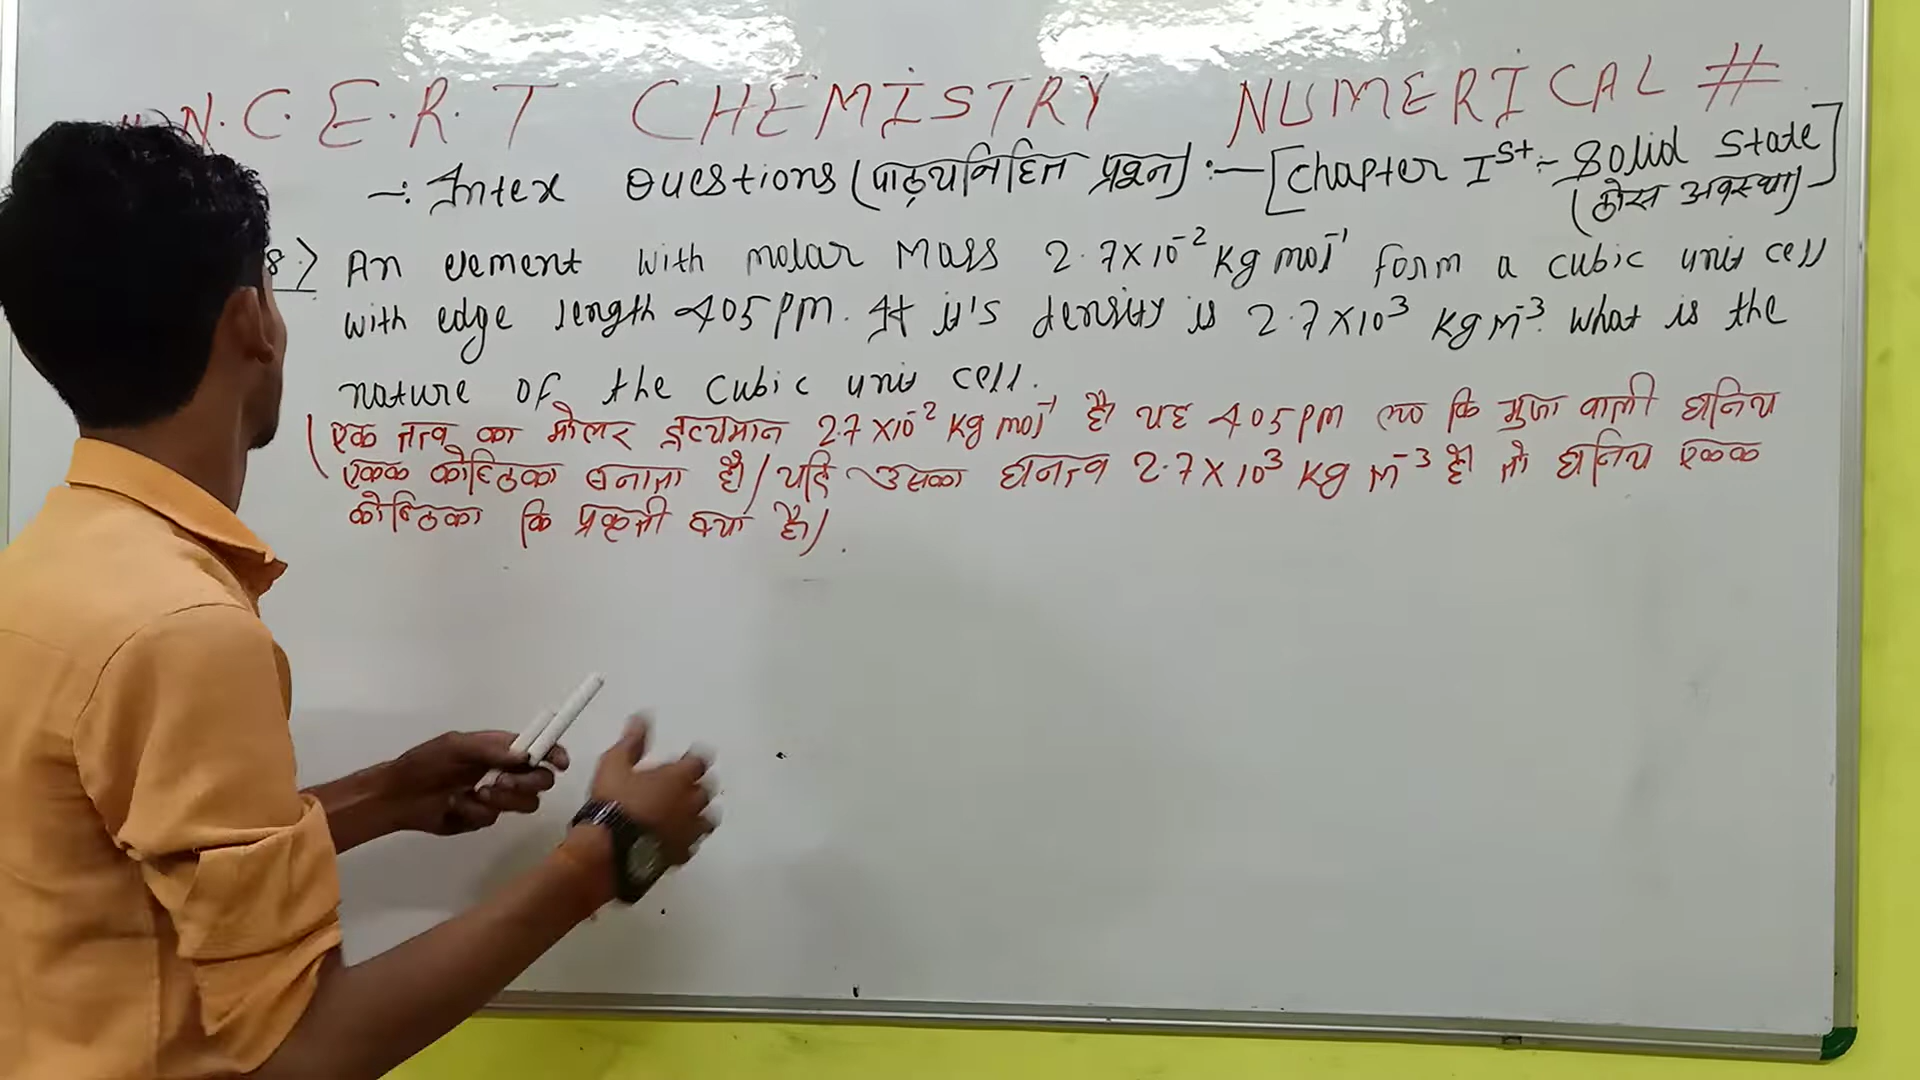 N.C.E.R.T CHEMISTRY NUMERICAL #
-: Intex Questions (पाठ्यनिहित प्रश्न) :- [Chapter Iˢᵗ :- Solid State]
(ठोस अवस्था)
8.) An element with molar Mass 2.7×10⁻² Kg mol⁻¹ form a cubic unit cell
with edge length 405 pm. If it's density is 2.7×10³ Kg M⁻³. What is the
nature of the cubic unit cell.
(एक तत्व का मोलर द्रव्यमान 2.7×10⁻² Kg mol⁻¹ है यह 405 pm लं० कि भुजा वाली घनिय
एकक कोष्ठिका बनाता है/ यदि उसका घनत्व 2.7×10³ Kg M⁻³ है। तो घनिय एकक
कोष्ठिका कि प्रकृती क्या है/